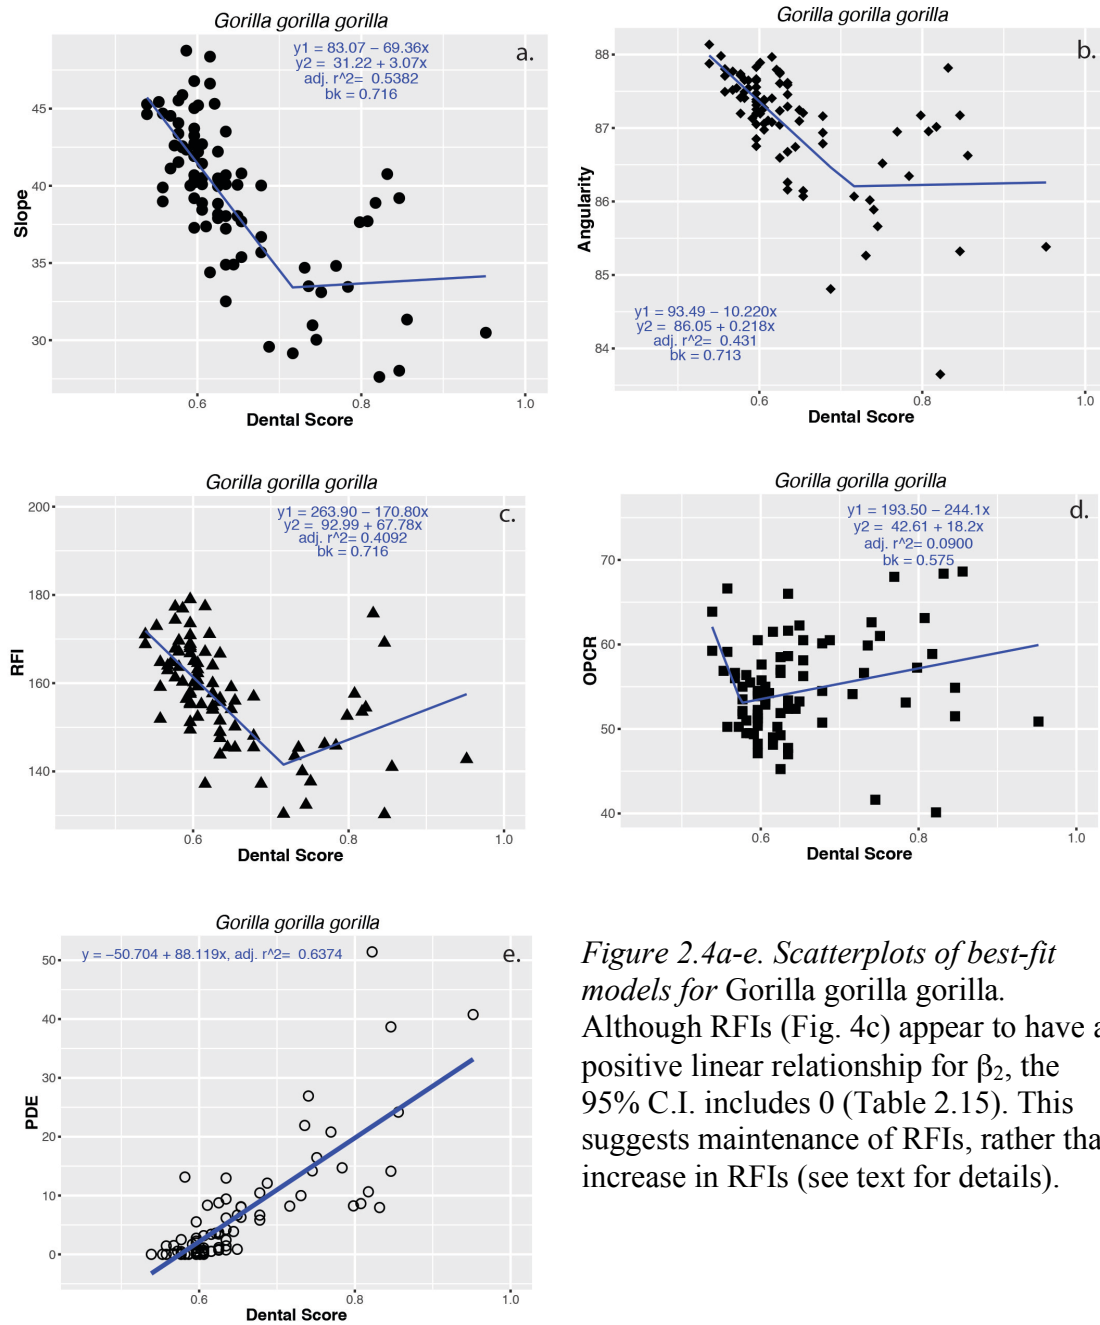 Gorilla gorilla gorilla
a.
y1 = 83.07 − 69.36x
y2 = 31.22 + 3.07x
adj. r^2= 0.5382
bk = 0.716
Slope
45
40
35
30
0.6 0.8 1.0
Dental Score
Gorilla gorilla gorilla
b.
Angularity
88
87
86
85
84
y1 = 93.49 − 10.220x
y2 = 86.05 + 0.218x
adj. r^2= 0.431
bk = 0.713
0.6 0.8 1.0
Dental Score
Gorilla gorilla gorilla
c.
y1 = 263.90 − 170.80x
y2 = 92.99 + 67.78x
adj. r^2= 0.4092
bk = 0.716
RFI
200
180
160
140
0.6 0.8 1.0
Dental Score
Gorilla gorilla gorilla
d.
y1 = 193.50 − 244.1x
y2 = 42.61 + 18.2x
adj. r^2= 0.0900
bk = 0.575
OPCR
70
60
50
40
0.6 0.8 1.0
Dental Score
Gorilla gorilla gorilla
e.
y = −50.704 + 88.119x, adj. r^2= 0.6374
PDE
50
40
30
20
10
0
0.6 0.8 1.0
Dental Score
Figure 2.4a-e. Scatterplots of best-fit
models for Gorilla gorilla gorilla.
Although RFIs (Fig. 4c) appear to have a
positive linear relationship for β₂, the
95% C.I. includes 0 (Table 2.15). This
suggests maintenance of RFIs, rather tha
increase in RFIs (see text for details).